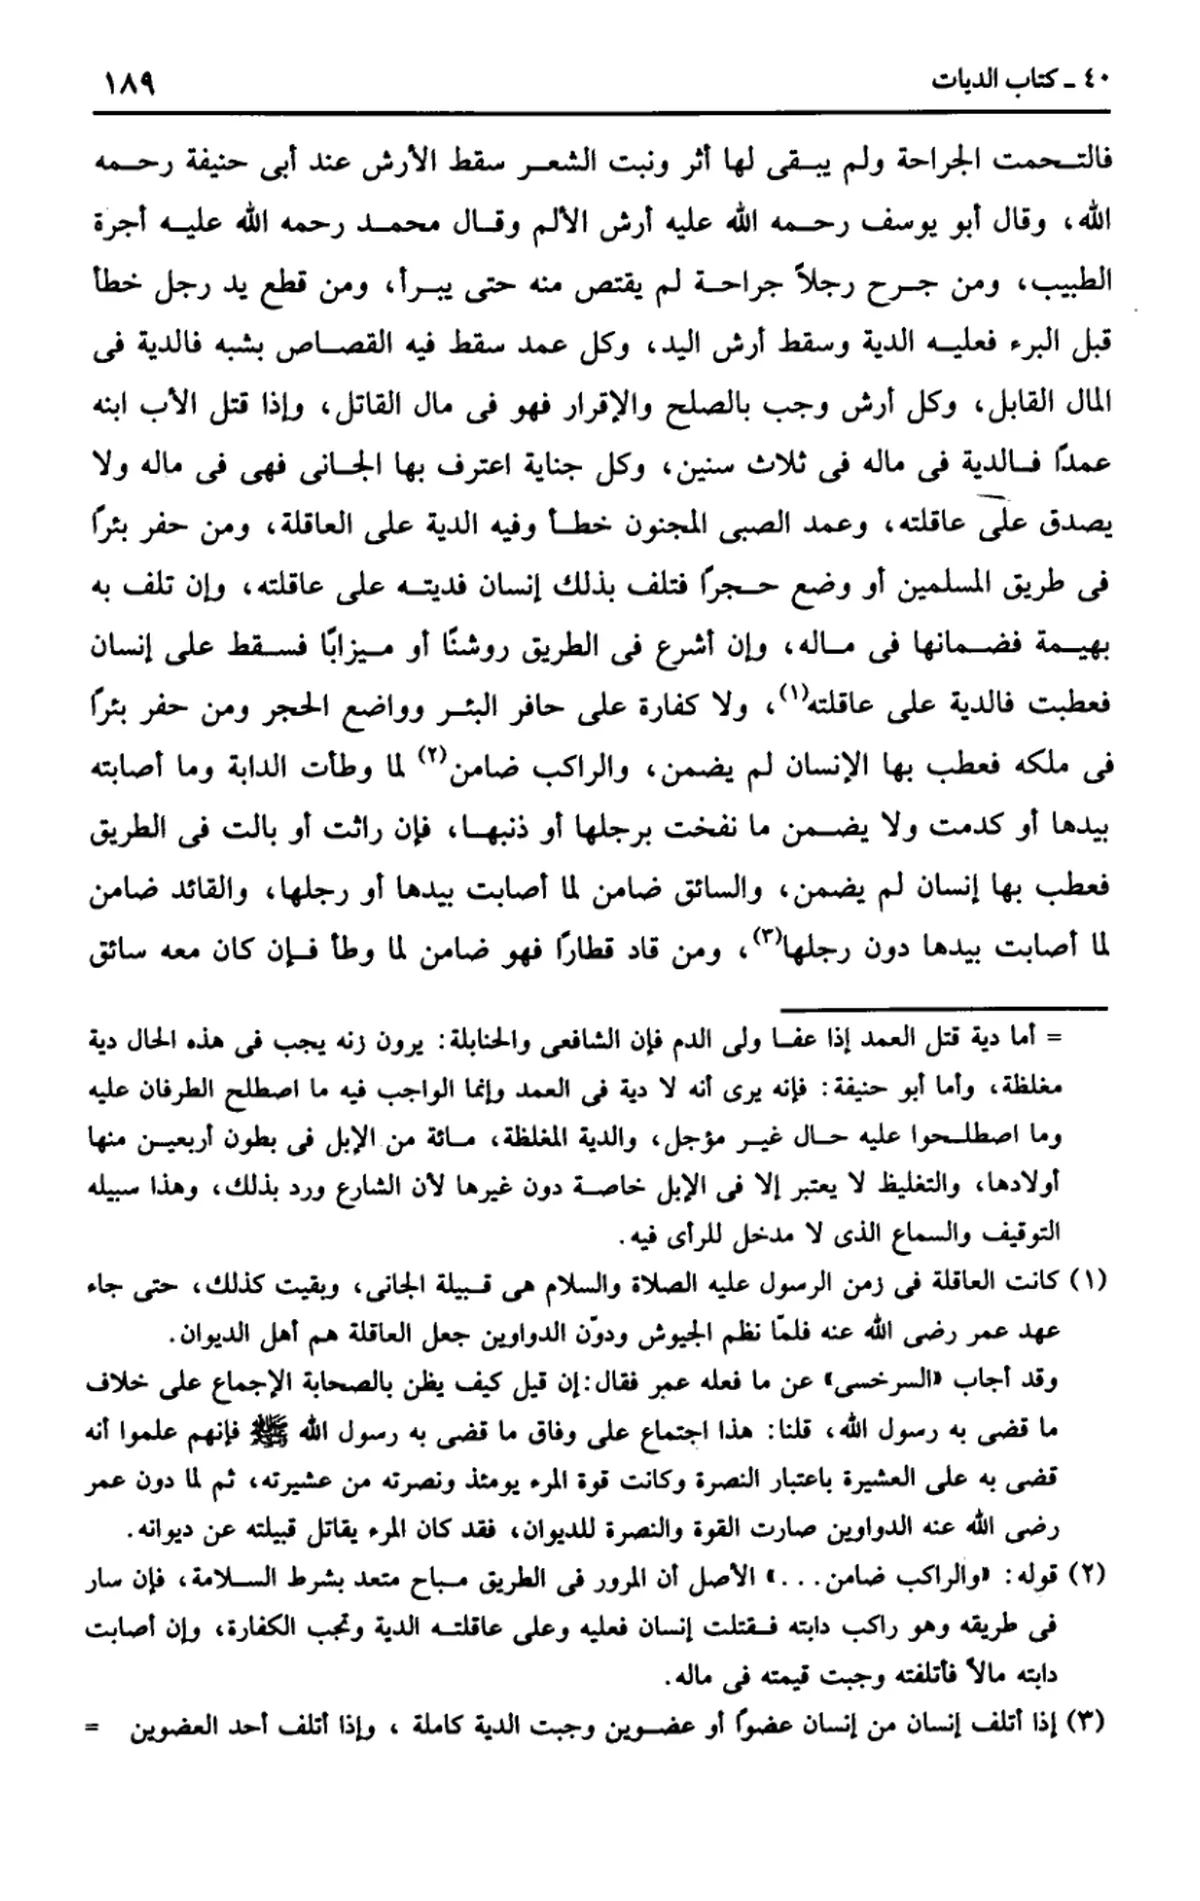 ٤٠ ـ كتاب الديات ١٨٩
فالتحمت الجراحة ولم يبقى لها أثر ونبت الشعر سقط الأرش عند أبى حنيفة رحمه
الله، وقال أبو يوسف رحمه الله عليه أرش الألم وقال محمد رحمه الله عليه أجرة
الطبيب، ومن جرح رجلاً جراحة لم يقتص منه حتى يبرأ، ومن قطع يد رجل خطأ
قبل البرء فعليه الدية وسقط أرش اليد، وكل عمد سقط فيه القصاص بشبه فالدية فى
المال القابل، وكل أرش وجب بالصلح والإقرار فهو فى مال القاتل، وإذا قتل الأب ابنه
عمدًا فالدية فى ماله فى ثلاث سنين، وكل جناية اعترف بها الجانى فهى فى ماله ولا
يصدق على عاقلته، وعمد الصبى المجنون خطأ وفيه الدية على العاقلة، ومن حفر بئرًا
فى طريق المسلمين أو وضع حجرًا فتلف بذلك إنسان فديته على عاقلته، وإن تلف به
بهيمة فضمانها فى ماله، وإن أشرع فى الطريق روشنًا أو ميزابًا فسقط على إنسان
فعطبت فالدية على عاقلته(١)، ولا كفارة على حافر البئر وواضع الحجر ومن حفر بئرًا
فى ملكه فعطب بها الإنسان لم يضمن، والراكب ضامن(٢) لما وطأت الدابة وما أصابته
بيدها أو كدمت ولا يضمن ما نفخت برجلها أو ذنبها، فإن راثت أو بالت فى الطريق
فعطب بها إنسان لم يضمن، والسائق ضامن لما أصابت بيدها أو رجلها، والقائد ضامن
لما أصابت بيدها دون رجلها(٣)، ومن قاد قطارًا فهو ضامن لما وطأ فإن كان معه سائق
= أما دية قتل العمد إذا عفا ولى الدم فإن الشافعى والحنابلة: يرون زنه يجب فى هذه الحال دية
مغلظة، وأما أبو حنيفة: فإنه يرى أنه لا دية فى العمد وإنما الواجب فيه ما اصطلح الطرفان عليه
وما اصطلحوا عليه حال غير مؤجل، والدية المغلظة، مائة من الإبل فى بطون أربعين منها
أولادها، والتغليظ لا يعتبر إلا فى الإبل خاصة دون غيرها لأن الشارع ورد بذلك، وهذا سبيله
التوقيف والسماع الذى لا مدخل للرأى فيه.
(١) كانت العاقلة فى زمن الرسول عليه الصلاة والسلام هى قبيلة الجانى، وبقيت كذلك، حتى جاء
عهد عمر رضى الله عنه فلمّا نظم الجيوش ودوّن الدواوين جعل العاقلة هم أهل الديوان.
وقد أجاب «السرخسى» عن ما فعله عمر فقال: إن قيل كيف يظن بالصحابة الإجماع على خلاف
ما قضى به رسول الله، قلنا: هذا اجتماع على وفاق ما قضى به رسول الله ﷺ فإنهم علموا أنه
قضى به على العشيرة باعتبار النصرة وكانت قوة المرء يومئذ ونصرته من عشيرته، ثم لما دون عمر
رضى الله عنه الدواوين صارت القوة والنصرة للديوان، فقد كان المرء يقاتل قبيلته عن ديوانه.
(٢) قوله: «والراكب ضامن...» الأصل أن المرور فى الطريق مباح متعد بشرط السلامة، فإن سار
فى طريقه وهو راكب دابته فقتلت إنسان فعليه وعلى عاقلته الدية وتجب الكفارة، وإن أصابت
دابته مالاً فأتلفته وجبت قيمته فى ماله.
(٣) إذا أتلف إنسان من إنسان عضوًا أو عضوين وجبت الدية كاملة ، وإذا أتلف أحد العضوين =